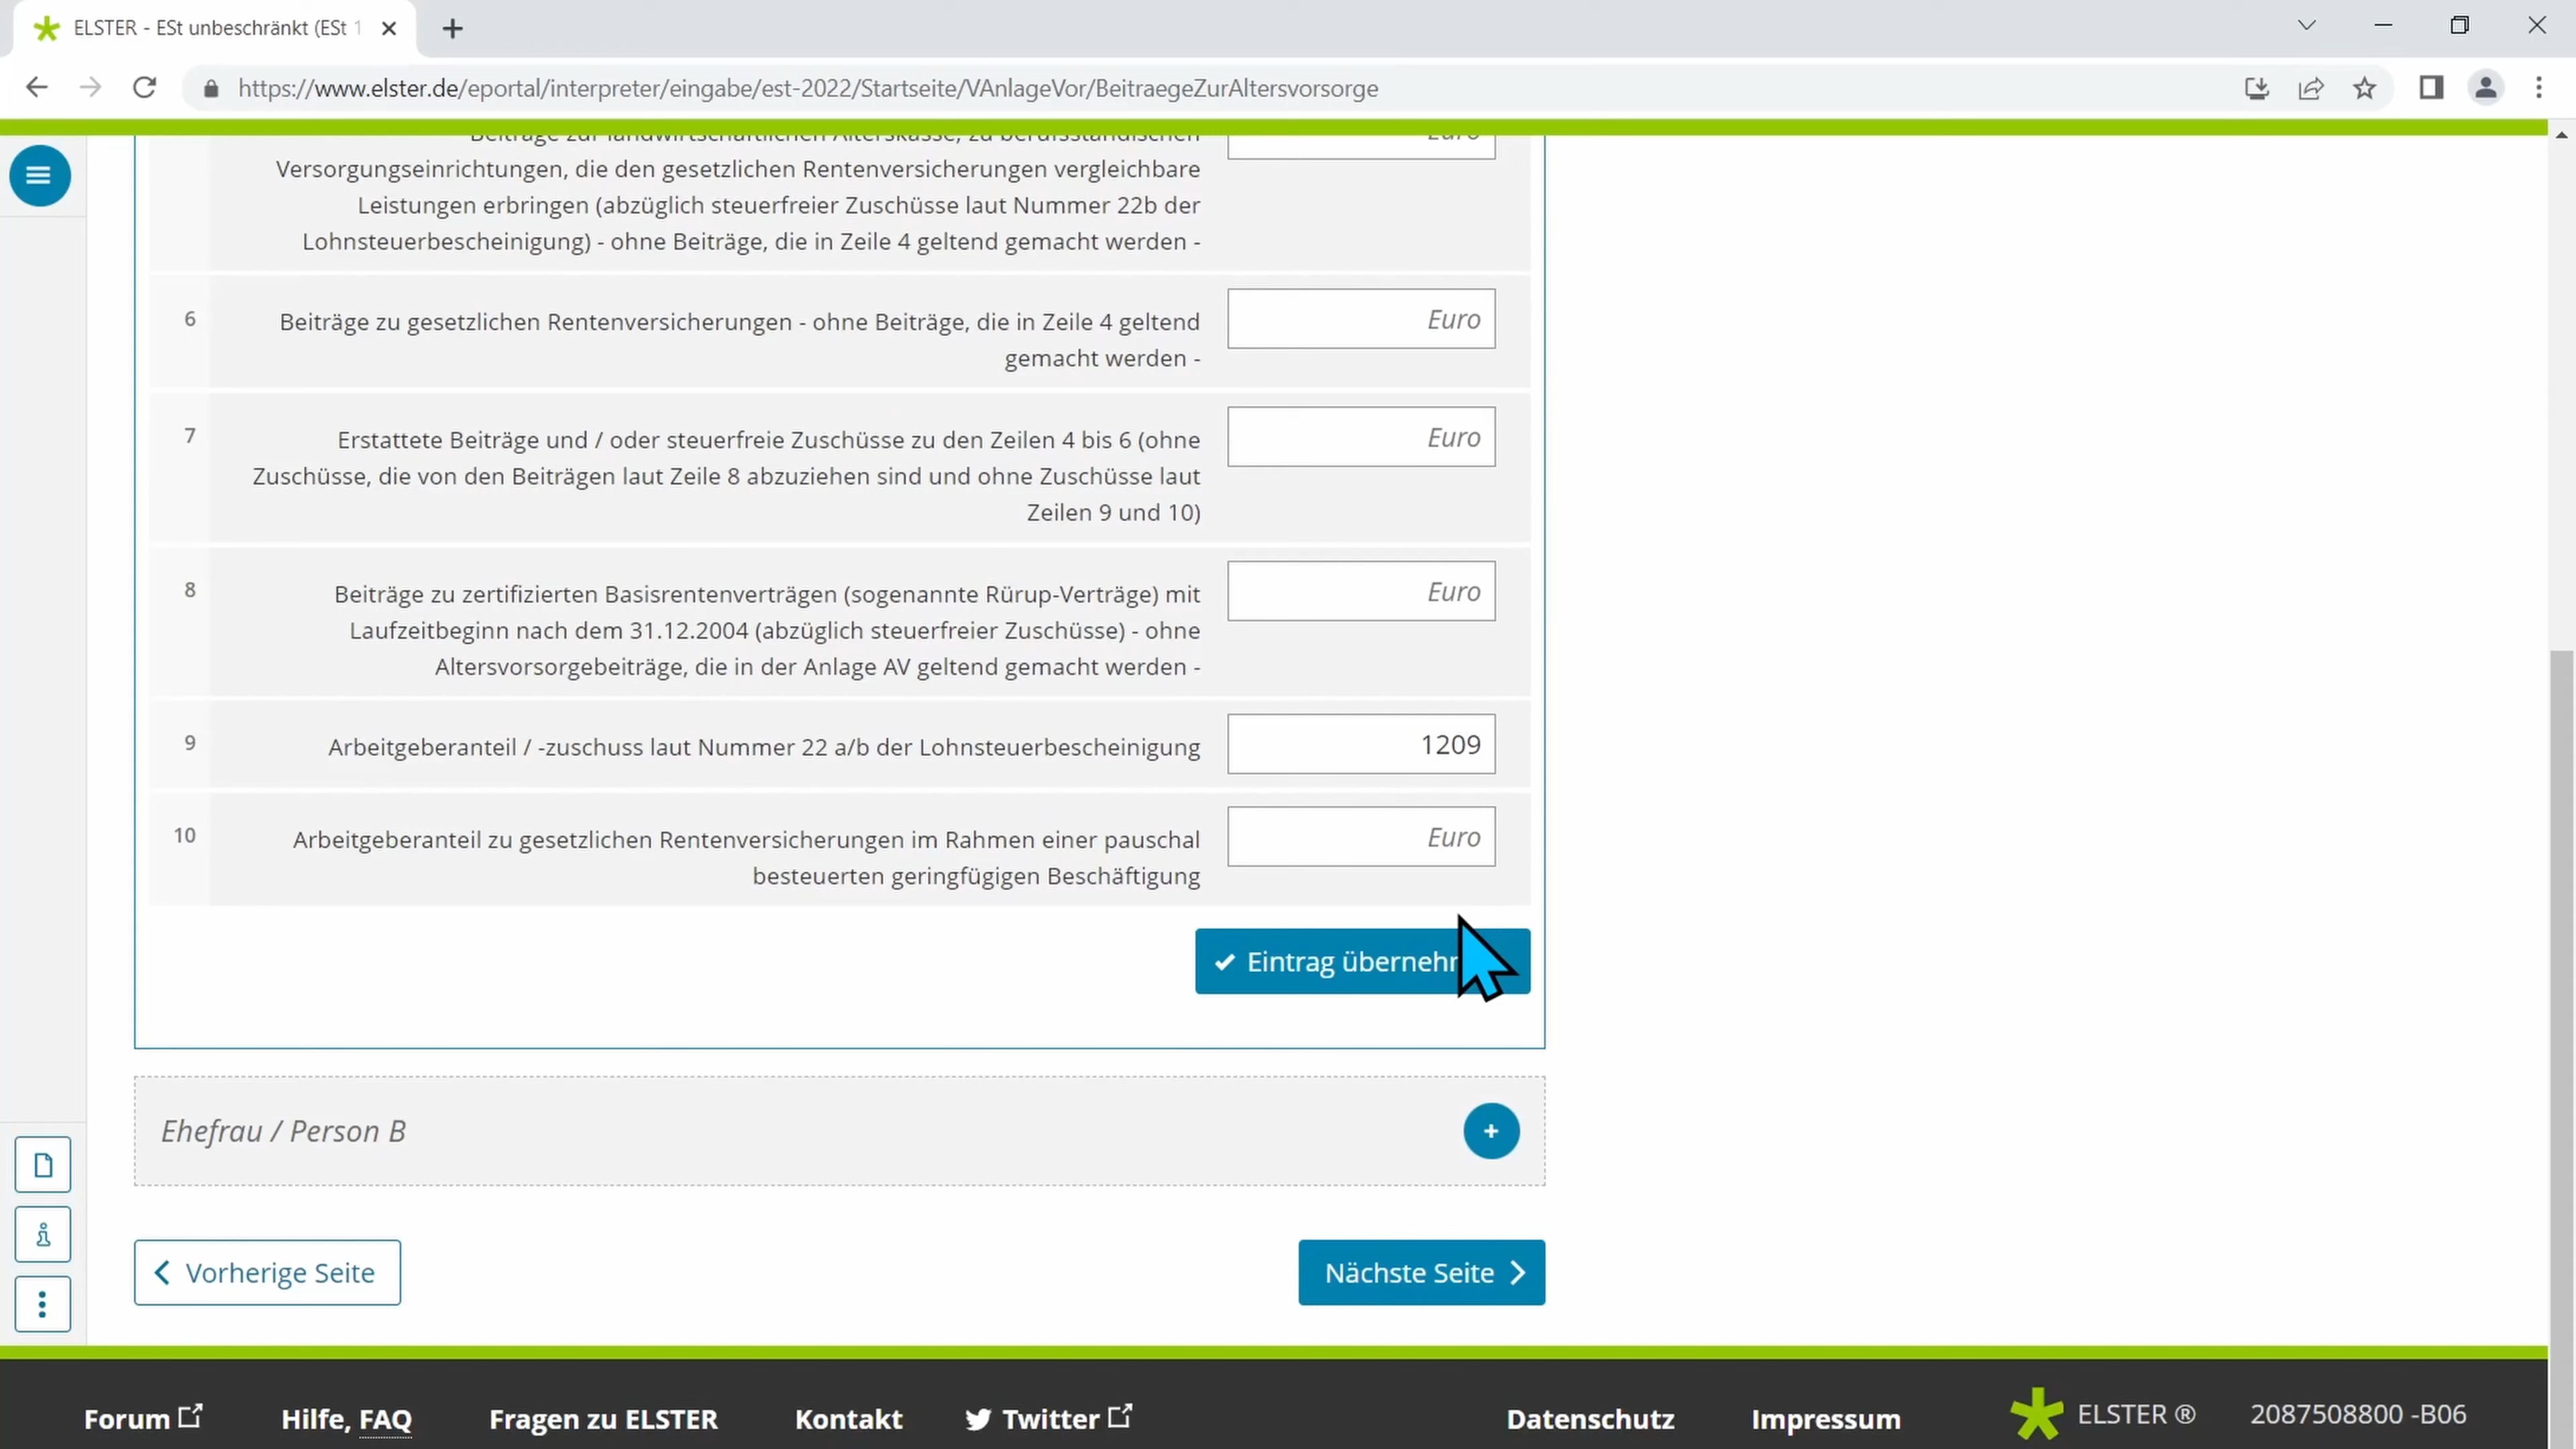 ELSTER - ESt unbeschränkt (ESt 1
https://www.elster.de/eportal/interpreter/eingabe/est-2022/Startseite/VAnlageVor/BeitraegeZurAltersvorsorge
Beiträge zur landwirtschaftlichen Alterskasse, zu berufsständischen Euro
Versorgungseinrichtungen, die den gesetzlichen Rentenversicherungen vergleichbare
Leistungen erbringen (abzüglich steuerfreier Zuschüsse laut Nummer 22b der
Lohnsteuerbescheinigung) - ohne Beiträge, die in Zeile 4 geltend gemacht werden -
6 Beiträge zu gesetzlichen Rentenversicherungen - ohne Beiträge, die in Zeile 4 geltend Euro
gemacht werden -
7 Erstattete Beiträge und / oder steuerfreie Zuschüsse zu den Zeilen 4 bis 6 (ohne Euro
Zuschüsse, die von den Beiträgen laut Zeile 8 abzuziehen sind und ohne Zuschüsse laut
Zeilen 9 und 10)
8 Beiträge zu zertifizierten Basisrentenverträgen (sogenannte Rürup-Verträge) mit Euro
Laufzeitbeginn nach dem 31.12.2004 (abzüglich steuerfreier Zuschüsse) - ohne
Altersvorsorgebeiträge, die in der Anlage AV geltend gemacht werden -
9 Arbeitgeberanteil / -zuschuss laut Nummer 22 a/b der Lohnsteuerbescheinigung 1209
10 Arbeitgeberanteil zu gesetzlichen Rentenversicherungen im Rahmen einer pauschal Euro
besteuerten geringfügigen Beschäftigung
Eintrag übernehm
Ehefrau / Person B
Vorherige Seite Nächste Seite
Forum Hilfe, FAQ Fragen zu ELSTER Kontakt Twitter Datenschutz Impressum ELSTER ® 2087508800 -B06